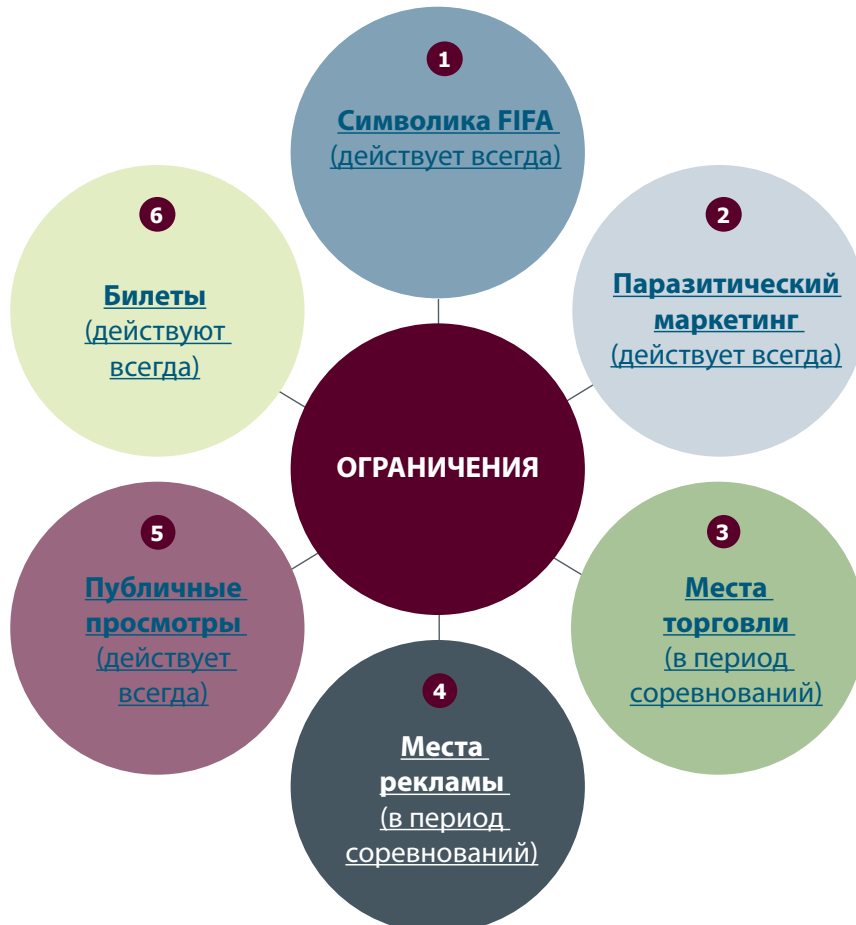 1
Символика FIFA
(действует всегда)
2
Паразитический
маркетинг
(действует всегда)
3
Места
торговли
(в период
соревнований)
4
Места
рекламы
(в период
соревнований)
5
Публичные
просмотры
(действует
всегда)
6
Билеты
(действуют
всегда)
ОГРАНИЧЕНИЯ